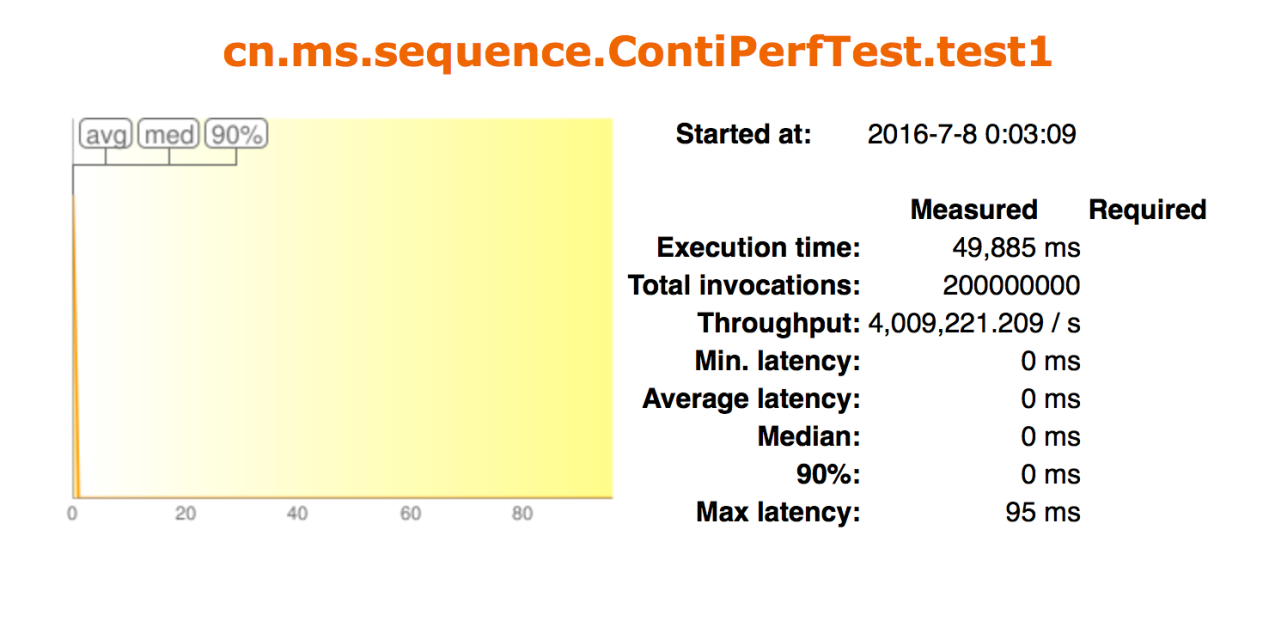 cn.ms.sequence.ContiPerfTest.test1
avg med 90%
0 20 40 60 80
Started at: 2016-7-8 0:03:09
Measured Required
Execution time: 49,885 ms
Total invocations: 200000000
Throughput: 4,009,221.209 / s
Min. latency: 0 ms
Average latency: 0 ms
Median: 0 ms
90%: 0 ms
Max latency: 95 ms